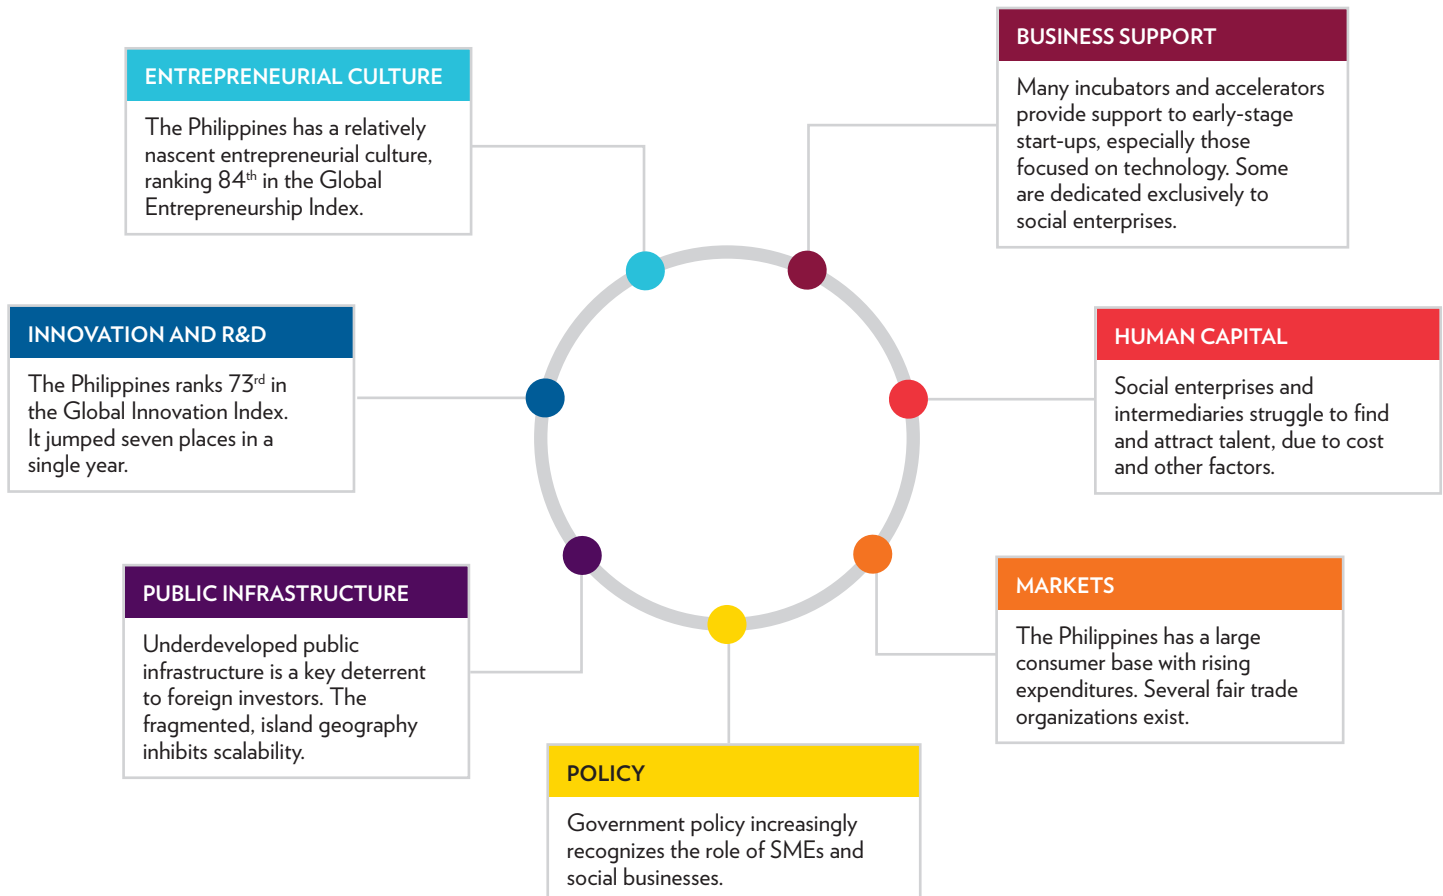 ENTREPRENEURIAL CULTURE
The Philippines has a relatively
nascent entrepreneurial culture,
ranking 84th in the Global
Entrepreneurship Index.
BUSINESS SUPPORT
Many incubators and accelerators
provide support to early-stage
start-ups, especially those
focused on technology. Some
are dedicated exclusively to
social enterprises.
INNOVATION AND R&D
The Philippines ranks 73rd in
the Global Innovation Index.
It jumped seven places in a
single year.
HUMAN CAPITAL
Social enterprises and
intermediaries struggle to find
and attract talent, due to cost
and other factors.
PUBLIC INFRASTRUCTURE
Underdeveloped public
infrastructure is a key deterrent
to foreign investors. The
fragmented, island geography
inhibits scalability.
MARKETS
The Philippines has a large
consumer base with rising
expenditures. Several fair trade
organizations exist.
POLICY
Government policy increasingly
recognizes the role of SMEs and
social businesses.